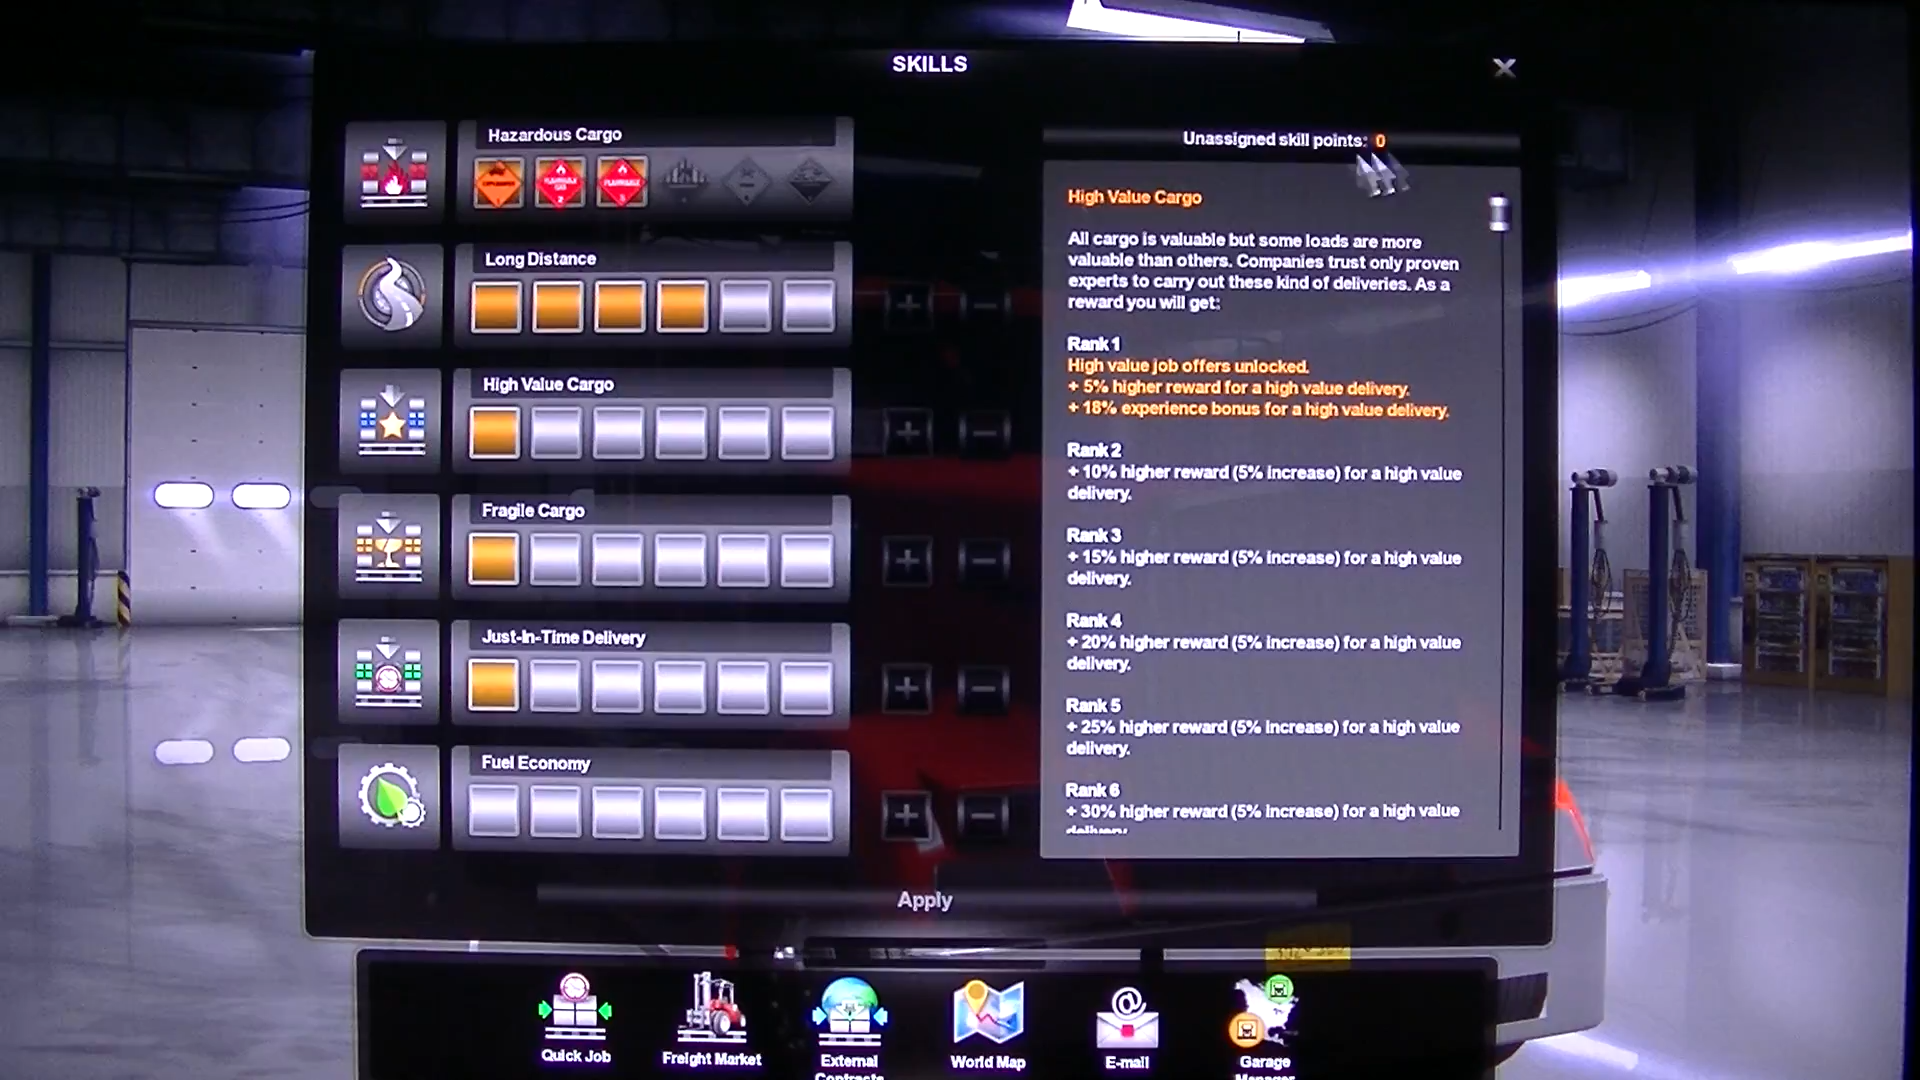 SKILLS
Hazardous Cargo
Long Distance
High Value Cargo
Fragile Cargo
Just-In-Time Delivery
Fuel Economy
Unassigned skill points: 0
High Value Cargo
All cargo is valuable but some loads are more
valuable than others. Companies trust only proven
experts to carry out these kind of deliveries. As a
reward you will get:
Rank 1
High value job offers unlocked.
+ 5% higher reward for a high value delivery.
+ 18% experience bonus for a high value delivery.
Rank 2
+ 10% higher reward (5% increase) for a high value
delivery.
Rank 3
+ 15% higher reward (5% increase) for a high value
delivery.
Rank 4
+ 20% higher reward (5% increase) for a high value
delivery.
Rank 5
+ 25% higher reward (5% increase) for a high value
delivery.
Rank 6
+ 30% higher reward (5% increase) for a high value
delivery.
Apply
Quick Job
Freight Market
External
Contracts
World Map
E-mail
Garage
Manager